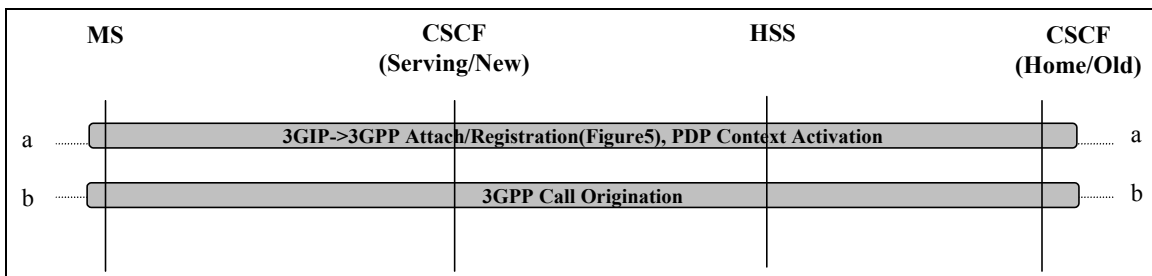 MS
CSCF
(Serving/New)
HSS
CSCF
(Home/Old)
a
3GIP->3GPP Attach/Registration(Figure5), PDP Context Activation
a
b
3GPP Call Origination
b